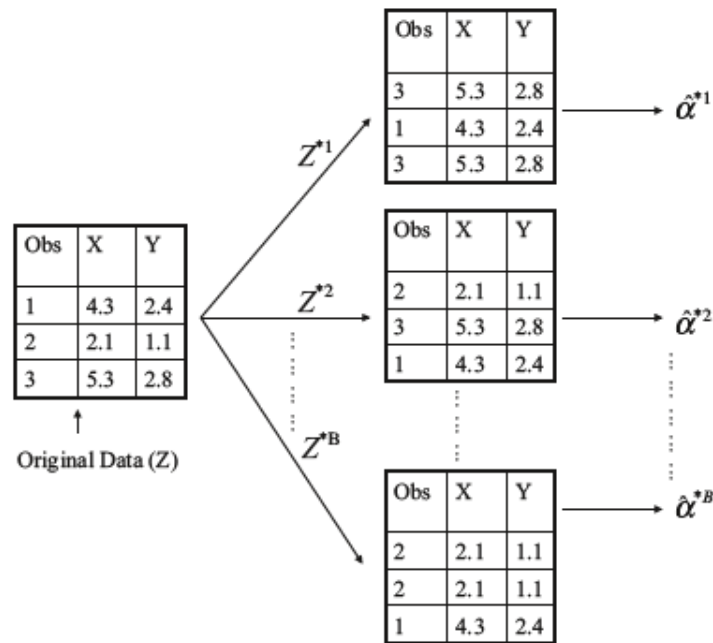 Obs X Y
3 5.3 2.8
1 4.3 2.4
3 5.3 2.8
α̂*1
Z*1
Obs X Y
1 4.3 2.4
2 2.1 1.1
3 5.3 2.8
Original Data (Z)
Z*2
Obs X Y
2 2.1 1.1
3 5.3 2.8
1 4.3 2.4
α̂*2
Z*B
Obs X Y
2 2.1 1.1
2 2.1 1.1
1 4.3 2.4
α̂*B